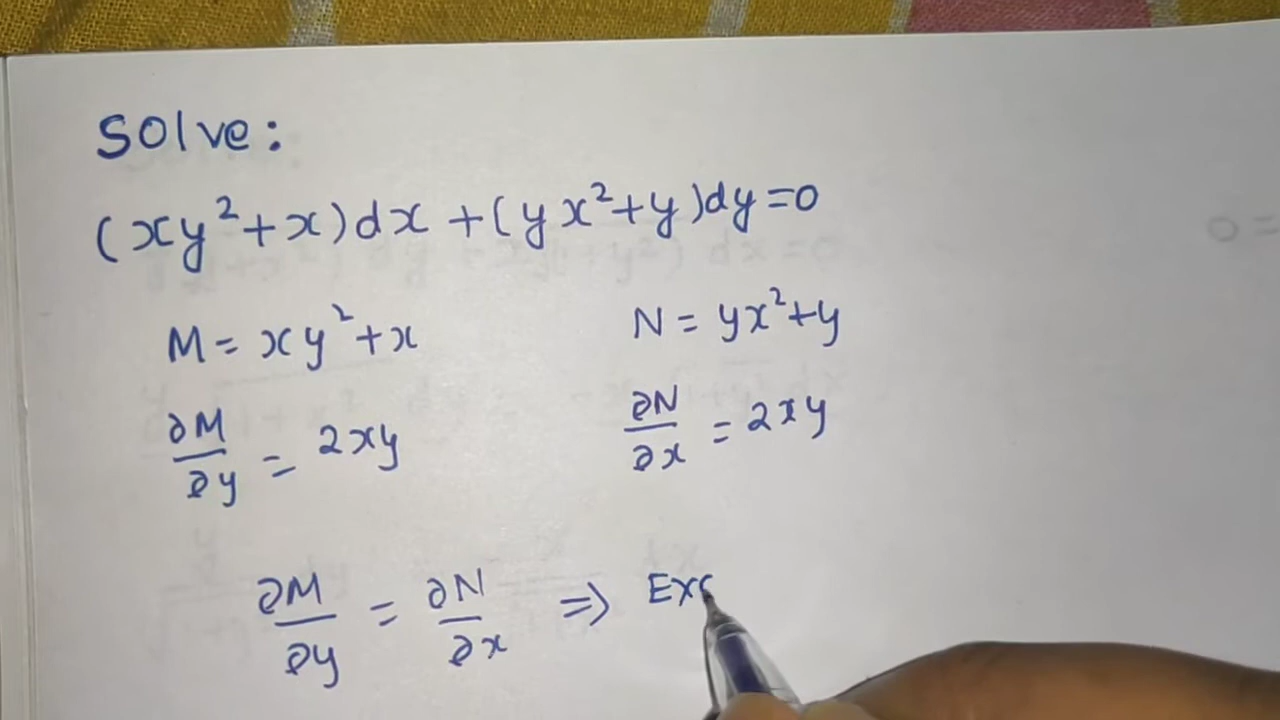 Solve:
(xy²+x)dx+(yx²+y)dy=0
M=xy²+x N=yx²+y
∂M/∂y=2xy ∂N/∂x=2xy
∂M/∂y=∂N/∂x ⇒ Exa